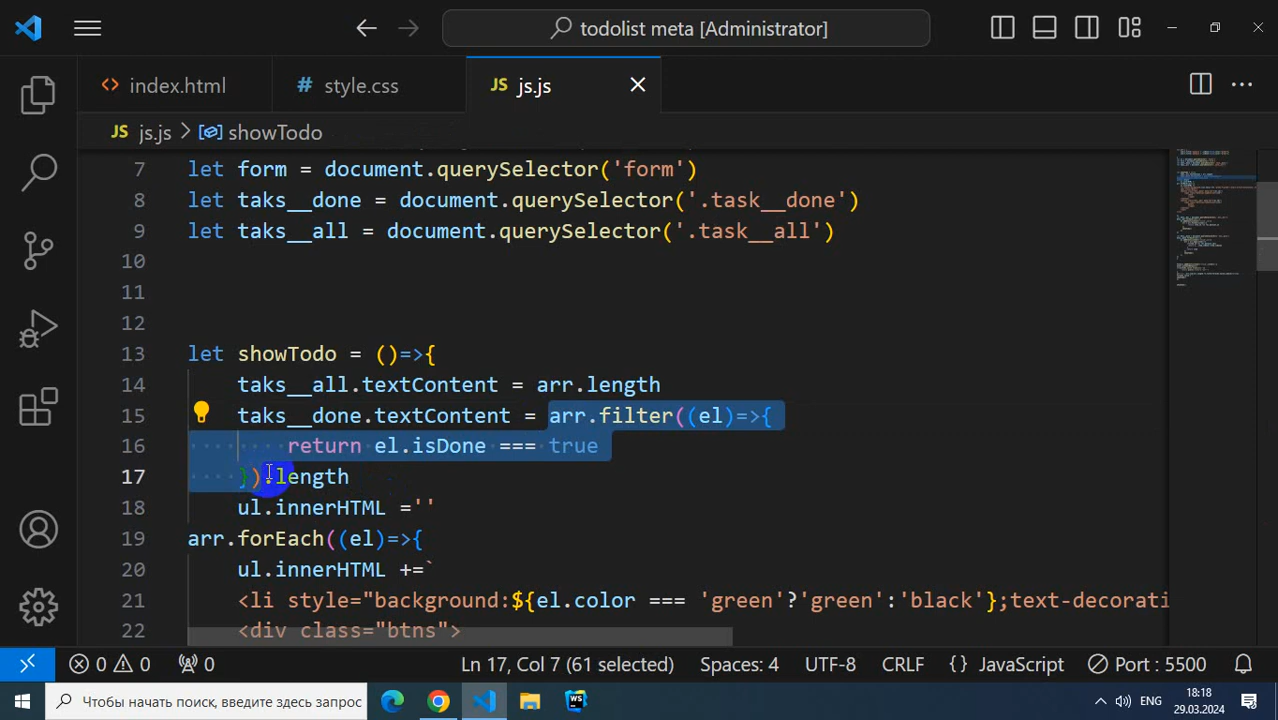 todolist meta [Administrator]
index.html
# style.css
JS js.js
JS js.js > showTodo
7 let form = document.querySelector('form')
8 let taks__done = document.querySelector('.task__done')
9 let taks__all = document.querySelector('.task__all')
10
11
12
13 let showTodo = ()=>{
14 taks__all.textContent = arr.length
15 taks__done.textContent = arr.filter((el)=>{
16 return el.isDone === true
17 }).length
18 ul.innerHTML =''
19 arr.forEach((el)=>{
20 ul.innerHTML +=`
21 <li style="background:${el.color === 'green'?'green':'black'};text-decorati
22 <div class="btns">
0 0 0 Ln 17, Col 7 (61 selected) Spaces: 4 UTF-8 CRLF {} JavaScript Port : 5500
Чтобы начать поиск, введите здесь запрос
WS
ENG
18:18
29.03.2024